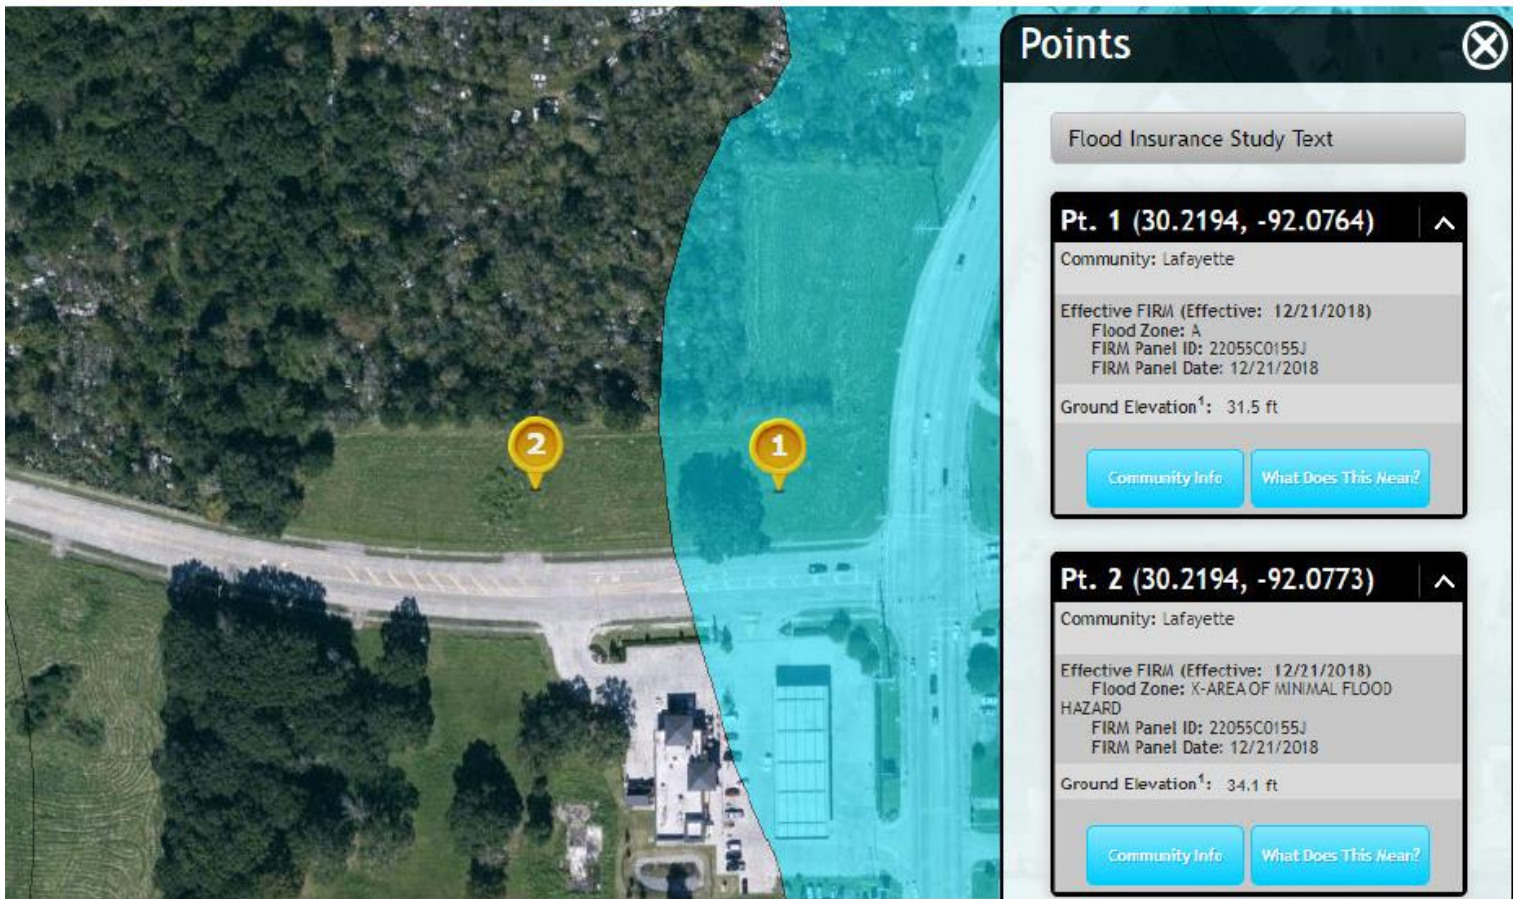 Points
Flood Insurance Study Text
Pt. 1 (30.2194, -92.0764)
Community: Lafayette
Effective FIRM (Effective: 12/21/2018)
Flood Zone: A
FIRM Panel ID: 22055C0155J
FIRM Panel Date: 12/21/2018
Ground Elevation¹: 31.5 ft
Community Info
What Does This Mean?
2
1
Pt. 2 (30.2194, -92.0773)
Community: Lafayette
Effective FIRM (Effective: 12/21/2018)
Flood Zone: X-AREA OF MINIMAL FLOOD
HAZARD
FIRM Panel ID: 22055C0155J
FIRM Panel Date: 12/21/2018
Ground Elevation¹: 34.1 ft
Community Info
What Does This Mean?